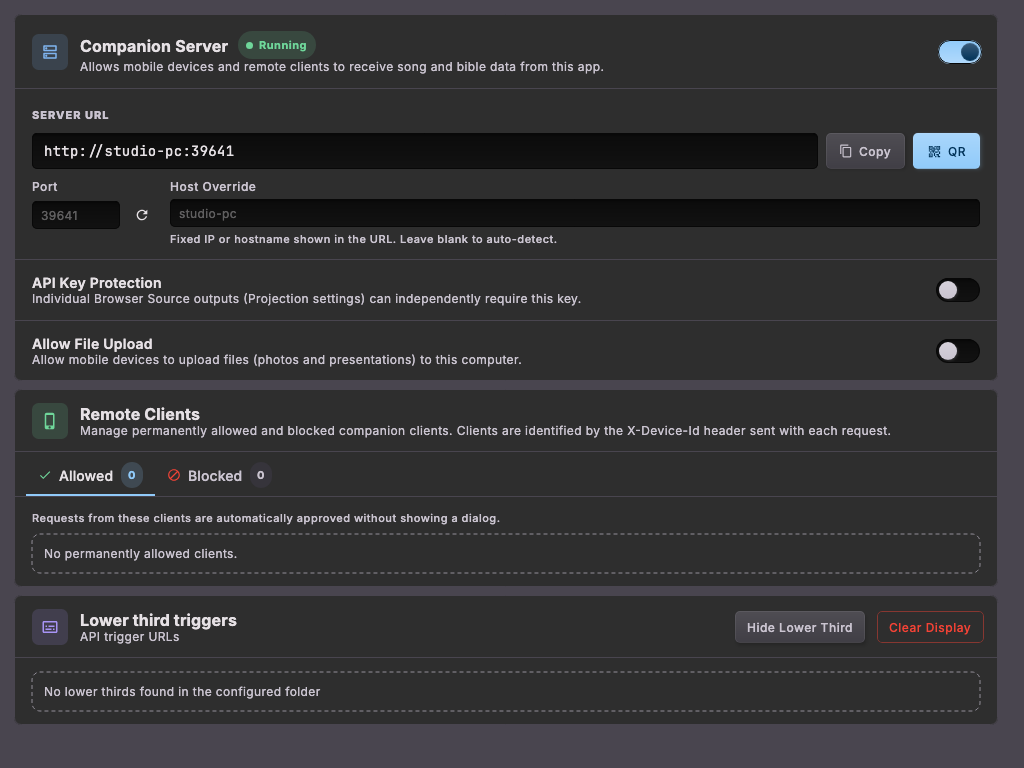 Companion Server
Running
Allows mobile devices and remote clients to receive song and bible data from this app.
SERVER URL
http://studio-pc:39641
Copy
QR
Port
Host Override
39641
studio-pc
Fixed IP or hostname shown in the URL. Leave blank to auto-detect.
API Key Protection
Individual Browser Source outputs (Projection settings) can independently require this key.
Allow File Upload
Allow mobile devices to upload files (photos and presentations) to this computer.
Remote Clients
Manage permanently allowed and blocked companion clients. Clients are identified by the X-Device-Id header sent with each request.
Allowed 0
Blocked 0
Requests from these clients are automatically approved without showing a dialog.
No permanently allowed clients.
Lower third triggers
API trigger URLs
Hide Lower Third
Clear Display
No lower thirds found in the configured folder